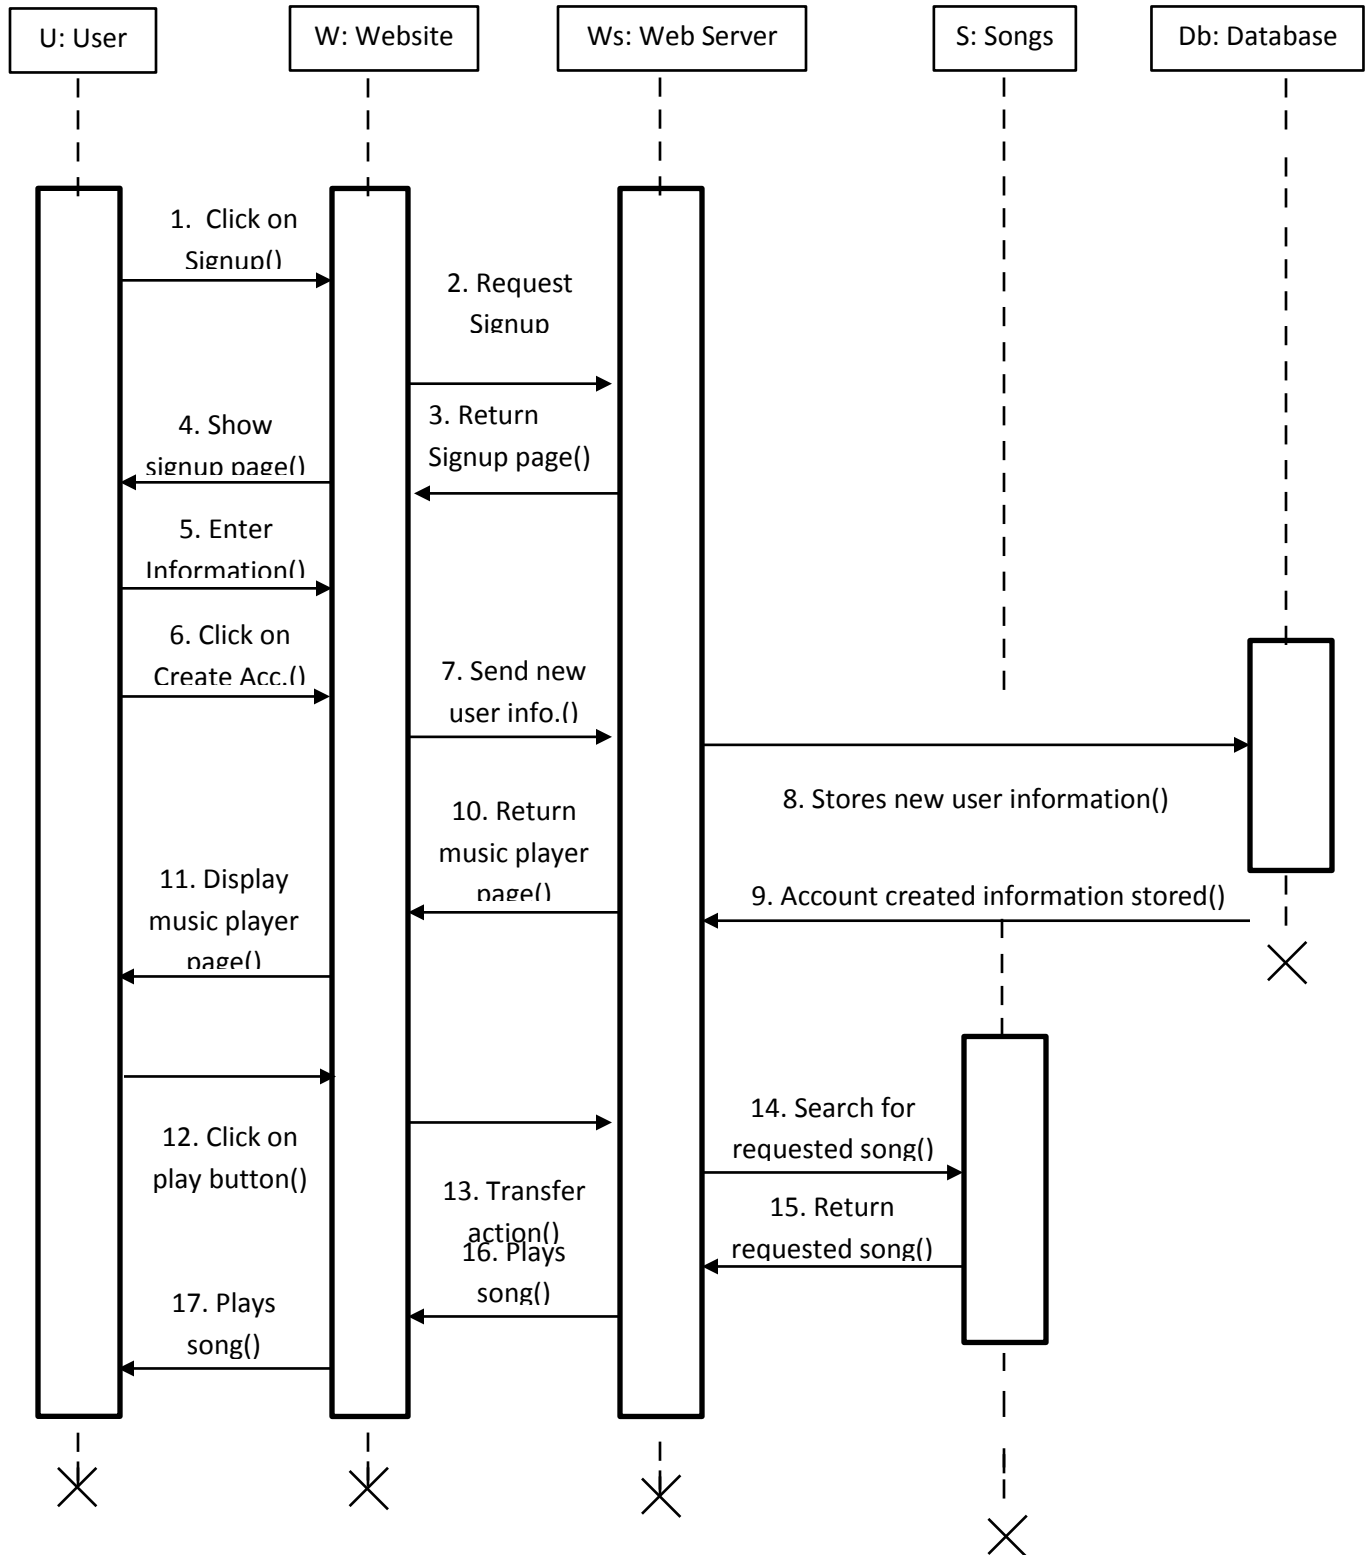 U: User
W: Website
Ws: Web Server
S: Songs
Db: Database
1. Click on
Signup()
2. Request
Signup
3. Return
Signup page()
4. Show
signup page()
5. Enter
Information()
6. Click on
Create Acc.()
7. Send new
user info.()
8. Stores new user information()
9. Account created information stored()
10. Return
music player
page()
11. Display
music player
page()
12. Click on
play button()
13. Transfer
action()
14. Search for
requested song()
15. Return
requested song()
16. Plays
song()
17. Plays
song()